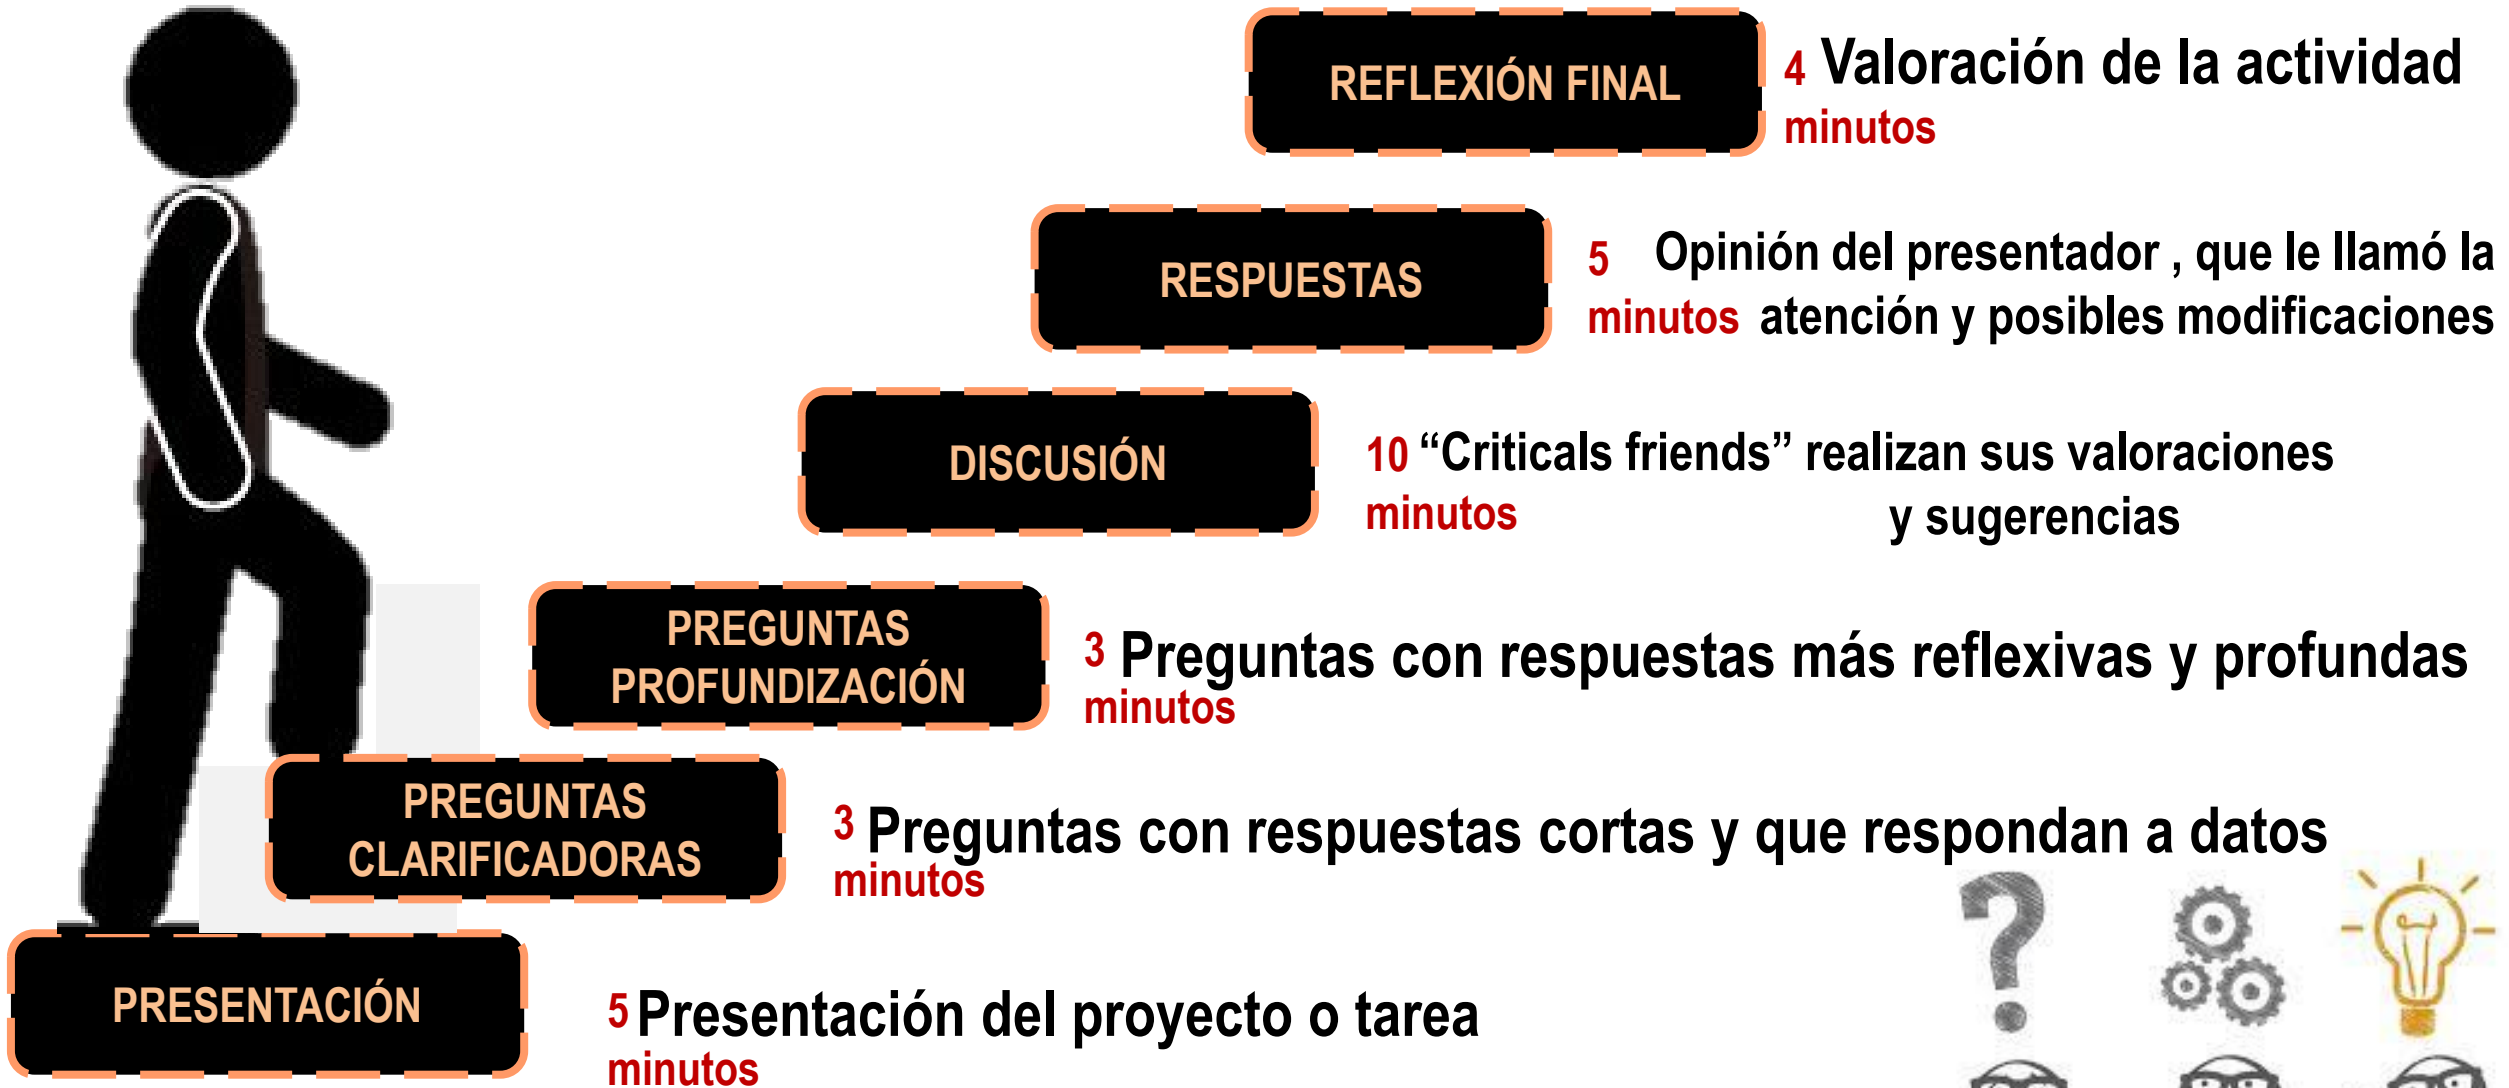 REFLEXIÓN FINAL
4 Valoración de la actividad
minutos
RESPUESTAS
5 Opinión del presentador , que le llamó la
minutos atención y posibles modificaciones
DISCUSIÓN
10 “Criticals friends” realizan sus valoraciones
minutos y sugerencias
PREGUNTAS
PROFUNDIZACIÓN
3 Preguntas con respuestas más reflexivas y profundas
minutos
PREGUNTAS
CLARIFICADORAS
3 Preguntas con respuestas cortas y que respondan a datos
minutos
PRESENTACIÓN
5 Presentación del proyecto o tarea
minutos